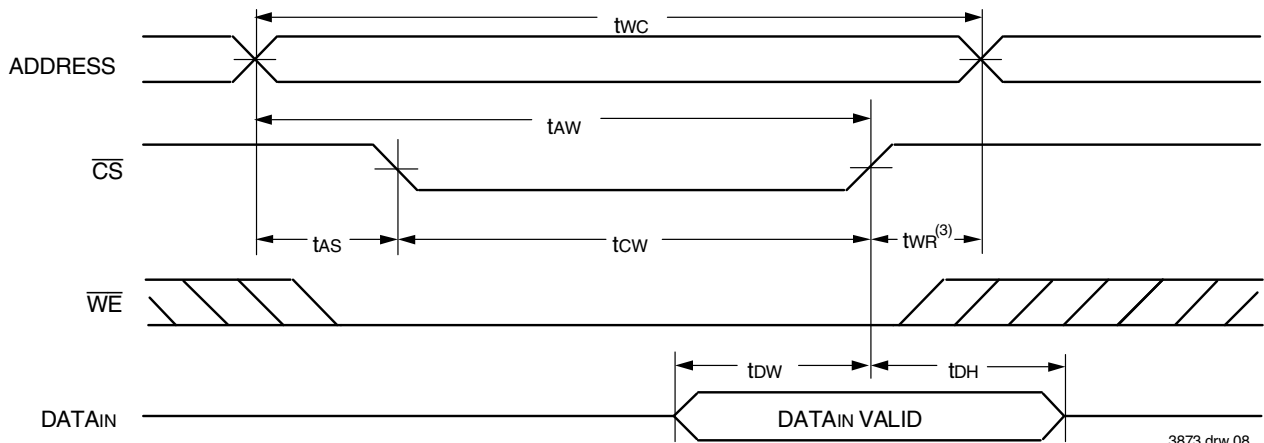 tWC
ADDRESS
tAW
CS
tAS tCW tWR(3)
WE
tDW tDH
DATAIN DATAIN VALID
3873 drw 08